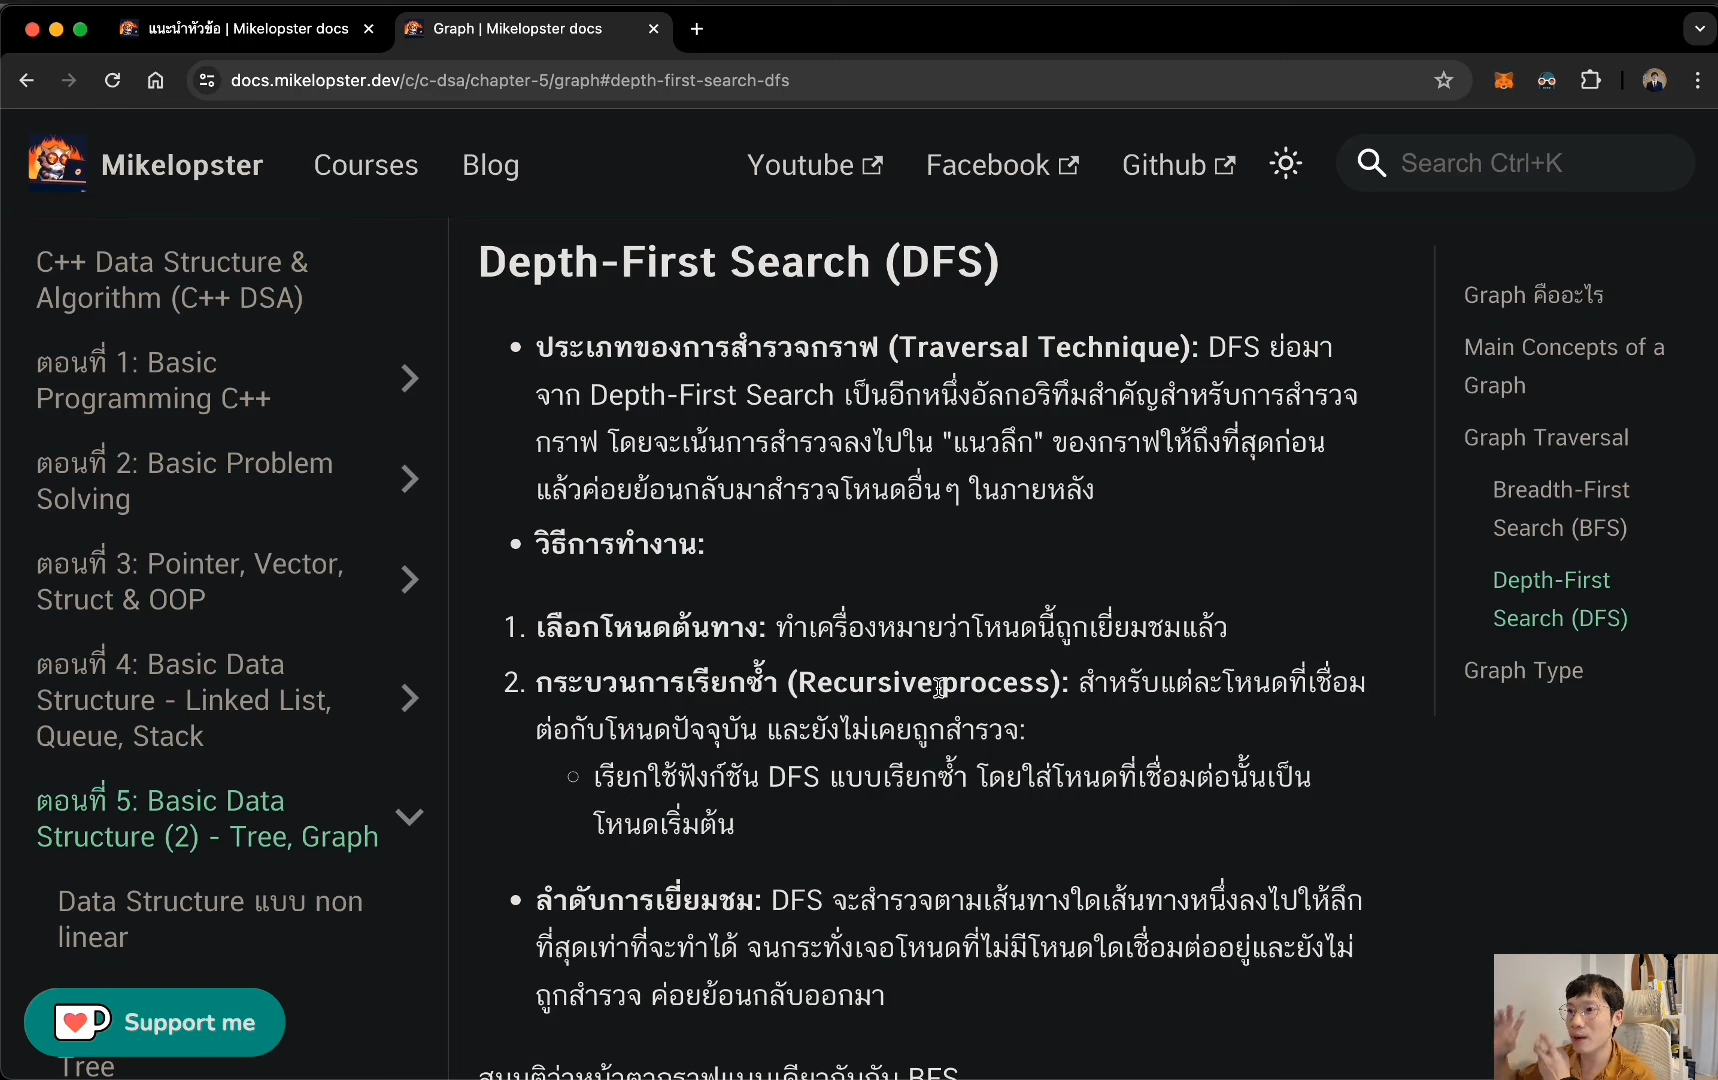 แนะนำหัวข้อ | Mikelopster docs
Graph | Mikelopster docs
docs.mikelopster.dev/c/c-dsa/chapter-5/graph#depth-first-search-dfs
Mikelopster
Courses
Blog
Youtube
Facebook
Github
Search Ctrl+K
C++ Data Structure &
Algorithm (C++ DSA)
ตอนที่ 1: Basic
Programming C++
ตอนที่ 2: Basic Problem
Solving
ตอนที่ 3: Pointer, Vector,
Struct & OOP
ตอนที่ 4: Basic Data
Structure - Linked List,
Queue, Stack
ตอนที่ 5: Basic Data
Structure (2) - Tree, Graph
Data Structure แบบ non
linear
Support me
Tree
Depth-First Search (DFS)
• ประเภทของการสำรวจกราฟ (Traversal Technique): DFS ย่อมา
จาก Depth-First Search เป็นอีกหนึ่งอัลกอริทึมสำคัญสำหรับการสำรวจ
กราฟ โดยจะเน้นการสำรวจลงไปใน "แนวลึก" ของกราฟให้ถึงที่สุดก่อน
แล้วค่อยย้อนกลับมาสำรวจโหนดอื่นๆ ในภายหลัง
• วิธีการทำงาน:
1. เลือกโหนดต้นทาง: ทำเครื่องหมายว่าโหนดนี้ถูกเยี่ยมชมแล้ว
2. กระบวนการเรียกซ้ำ (Recursive process): สำหรับแต่ละโหนดที่เชื่อม
ต่อกับโหนดปัจจุบัน และยังไม่เคยถูกสำรวจ:
○ เรียกใช้ฟังก์ชัน DFS แบบเรียกซ้ำ โดยใส่โหนดที่เชื่อมต่อนั้นเป็น
โหนดเริ่มต้น
• ลำดับการเยี่ยมชม: DFS จะสำรวจตามเส้นทางใดเส้นทางหนึ่งลงไปให้ลึก
ที่สุดเท่าที่จะทำได้ จนกระทั่งเจอโหนดที่ไม่มีโหนดใดเชื่อมต่ออยู่และยังไม่
ถูกสำรวจ ค่อยย้อนกลับออกมา
สมมติว่าหน้าตากราฟแบบเดียวกับกับ BFS
Graph คืออะไร
Main Concepts of a
Graph
Graph Traversal
Breadth-First
Search (BFS)
Depth-First
Search (DFS)
Graph Type